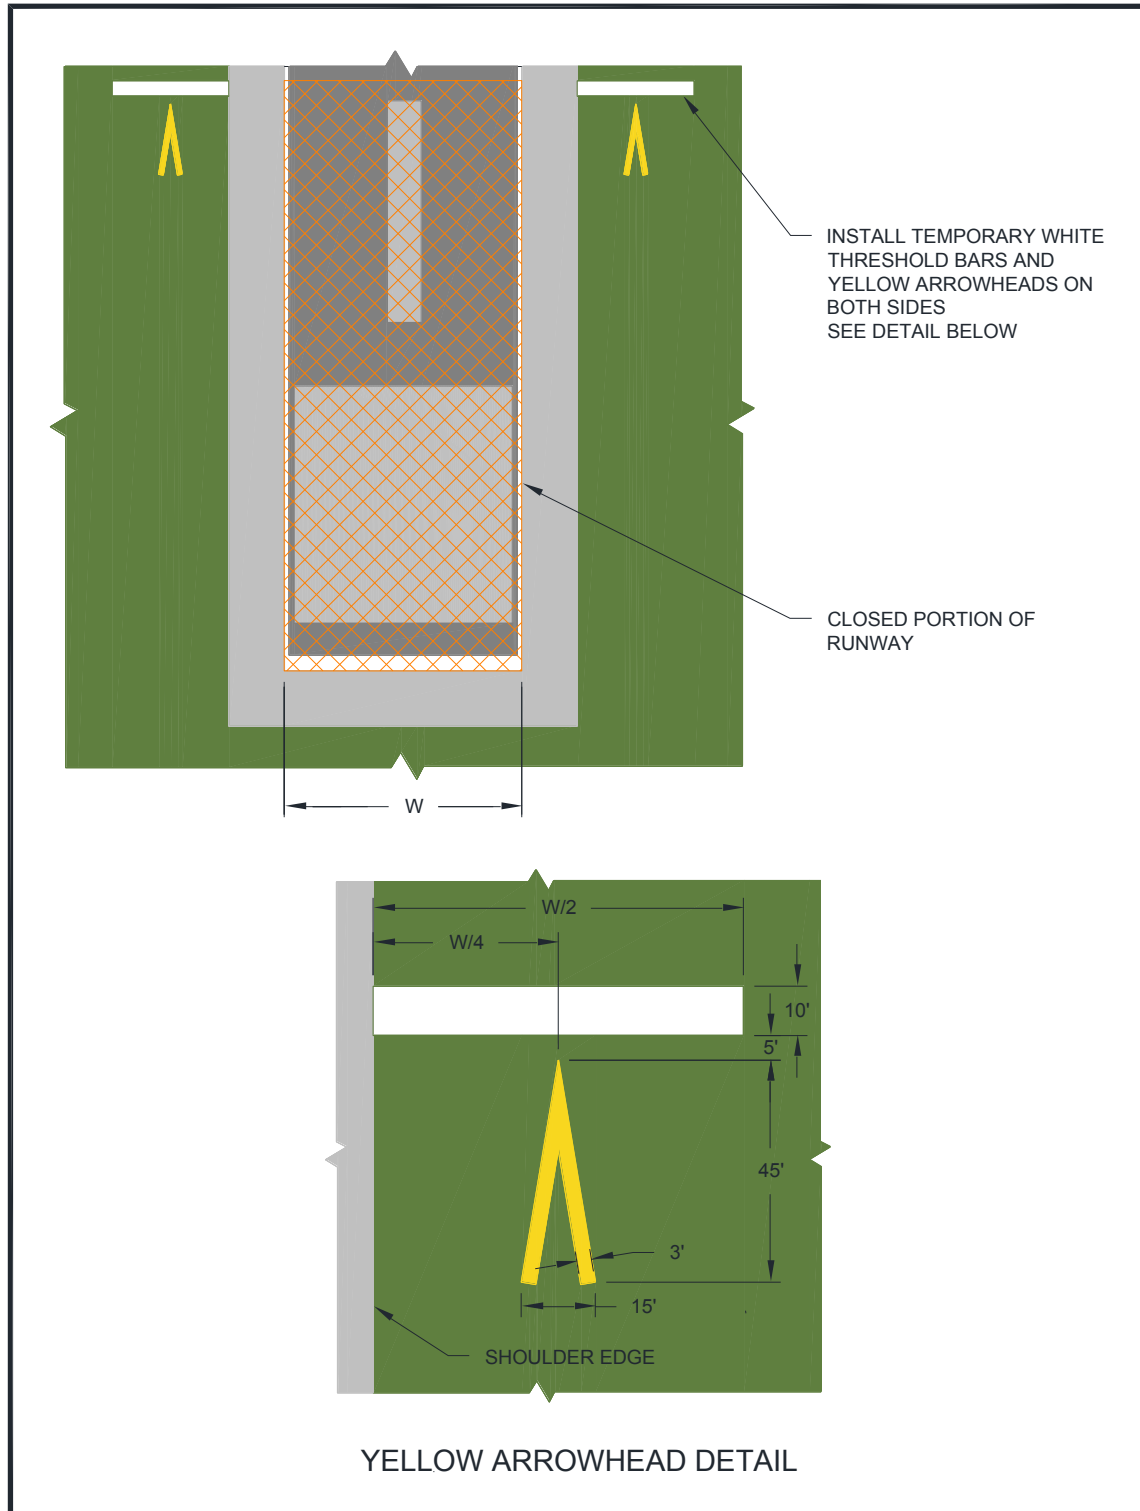 INSTALL TEMPORARY WHITE
THRESHOLD BARS AND
YELLOW ARROWHEADS ON
BOTH SIDES
SEE DETAIL BELOW
CLOSED PORTION OF
RUNWAY
W
W/2
W/4
10'
5'
45'
3'
15'
SHOULDER EDGE
YELLOW ARROWHEAD DETAIL